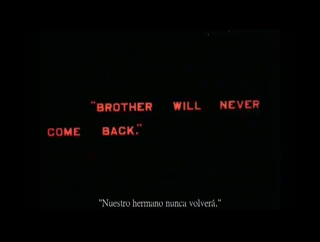 "BROTHER WILL NEVER
COME BACK."
"Nuestro hermano nunca volverá."